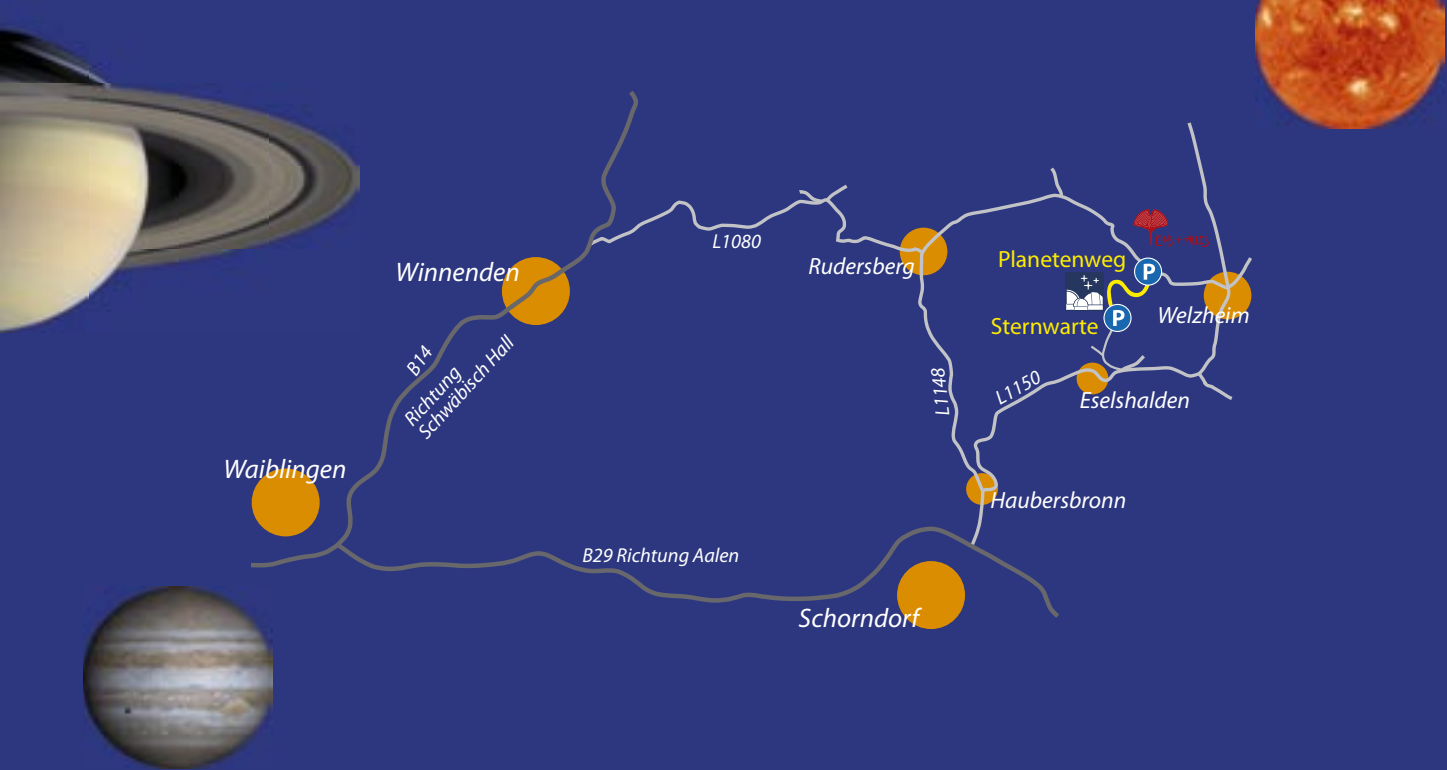 L1080
Winnenden
Rudersberg
Planetenweg
P
Sternwarte
P
Welzheim
B14
Richtung
Schwäbisch Hall
L1148
L1150
Eselshalden
Waiblingen
Haubersbronn
B29 Richtung Aalen
Schorndorf